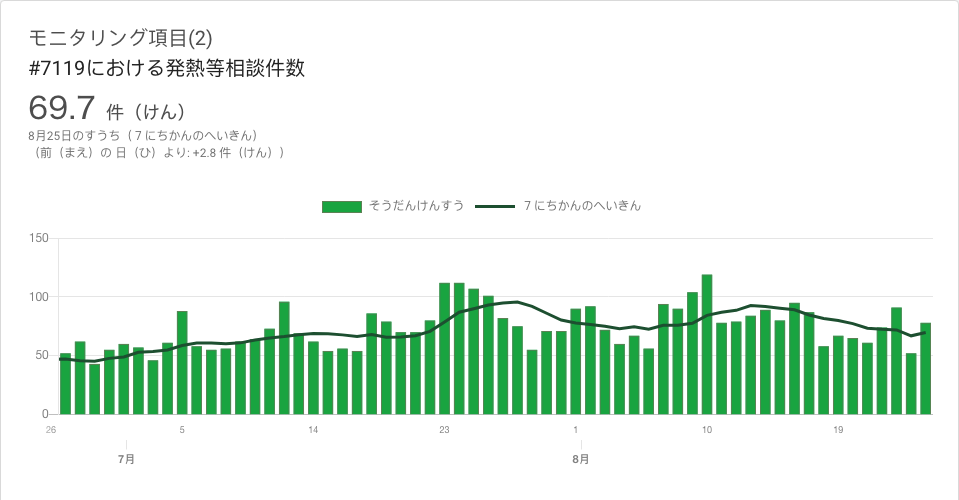 モニタリング項目(2)
#7119における発熱等相談件数
69.7 件（けん）
8月25日のすうち（７にちかんのへいきん）
（前（まえ）の 日（ひ）より: +2.8 件（けん））
そうだんけんすう ７にちかんのへいきん
150
100
50
0
26 5 14 23 1 10 19
7月 8月